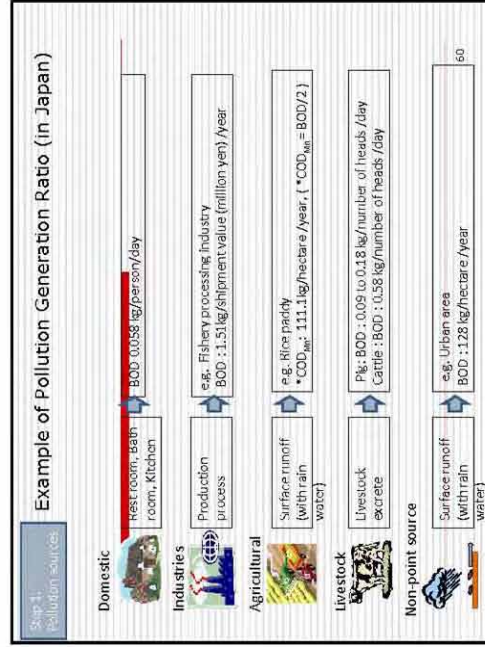 Step 1:
Pollution sources
Example of Pollution Generation Ratio (in Japan)
Domestic
Rest room, Bath
room, Kitchen
BOD 0.058 kg/person/day
Industries
Production
process
e.g. Fishery processing industry
BOD : 1.51kg/shipment value (million yen) /year
Agricultural
Surface runoff
(with rain
water)
e.g. Rice paddy
*COD Mn: 111.1kg/hectare /year, ( *COD Mn = BOD/2 )
Livestock
Livestock
excrete
Pig: BOD : 0.09 to 0.18 kg/number of heads /day
Cattle : BOD : 0.58 kg/number of heads /day
Non-point source
Surface runoff
(with rain
water)
e.g. Urban area
BOD : 128 kg/hectare /year
60